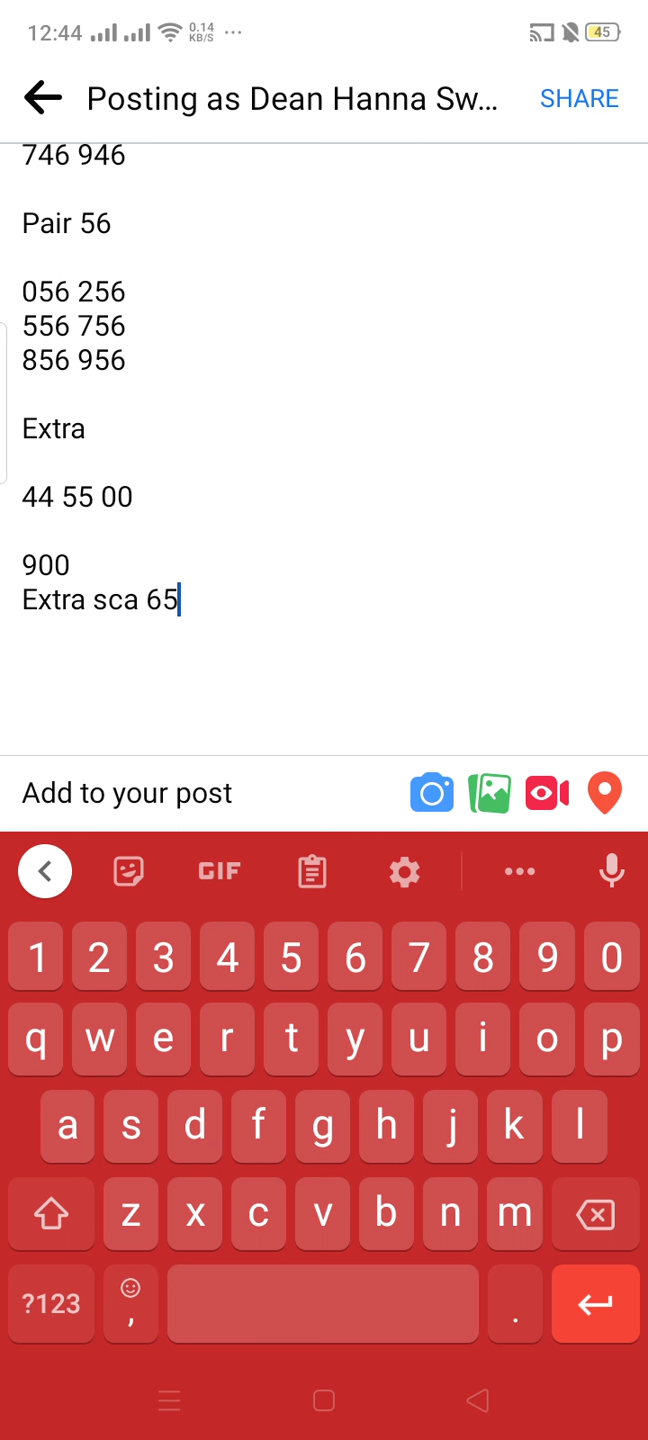 12:44 0.14 KB/S ... 45
Posting as Dean Hanna Sw... SHARE
746 946
Pair 56
056 256
556 756
856 956
Extra
44 55 00
900
Extra sca 65
Add to your post
GIF
1 2 3 4 5 6 7 8 9 0
q w e r t y u i o p
a s d f g h j k l
z x c v b n m
?123 , .